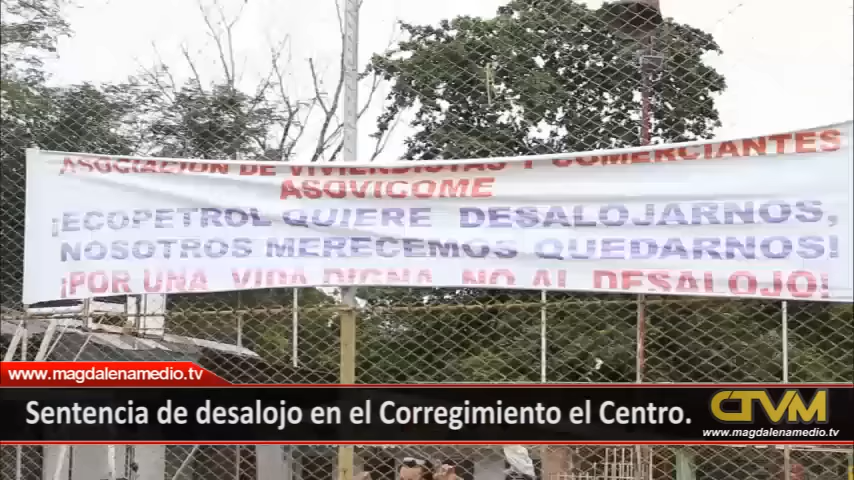 ASOCIACION DE VIVIENDISTAS Y COMERCIANTES
ASOVICOME
¡ECOPETROL QUIERE DESALOJARNOS,
NOSOTROS MERECEMOS QUEDARNOS!
¡POR UNA VIDA DIGNA NO AL DESALOJO!
www.magdalenamedio.tv
Sentencia de desalojo en el Corregimiento el Centro.
CTVM
www.magdalenamedio.tv